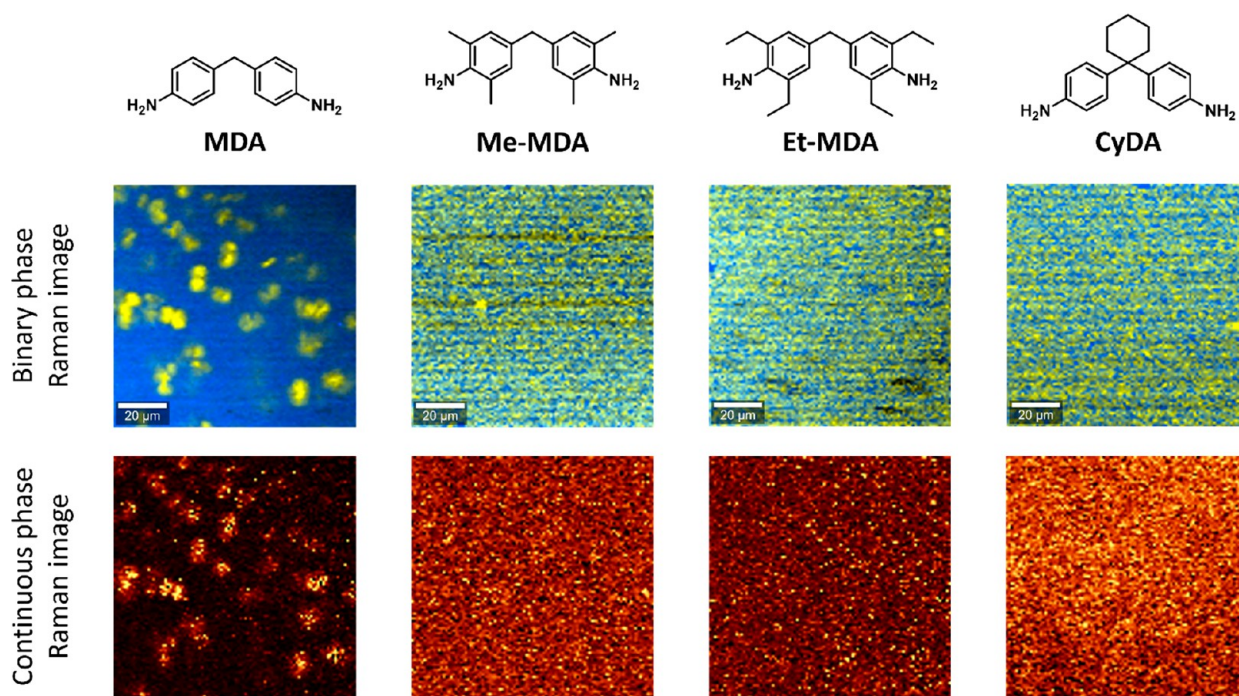 H₂N
NH₂
MDA
H₂N
NH₂
Me-MDA
H₂N
NH₂
Et-MDA
H₂N
NH₂
CyDA
Binary phase
Raman image
20 µm
20 µm
20 µm
20 µm
Continuous phase
Raman image